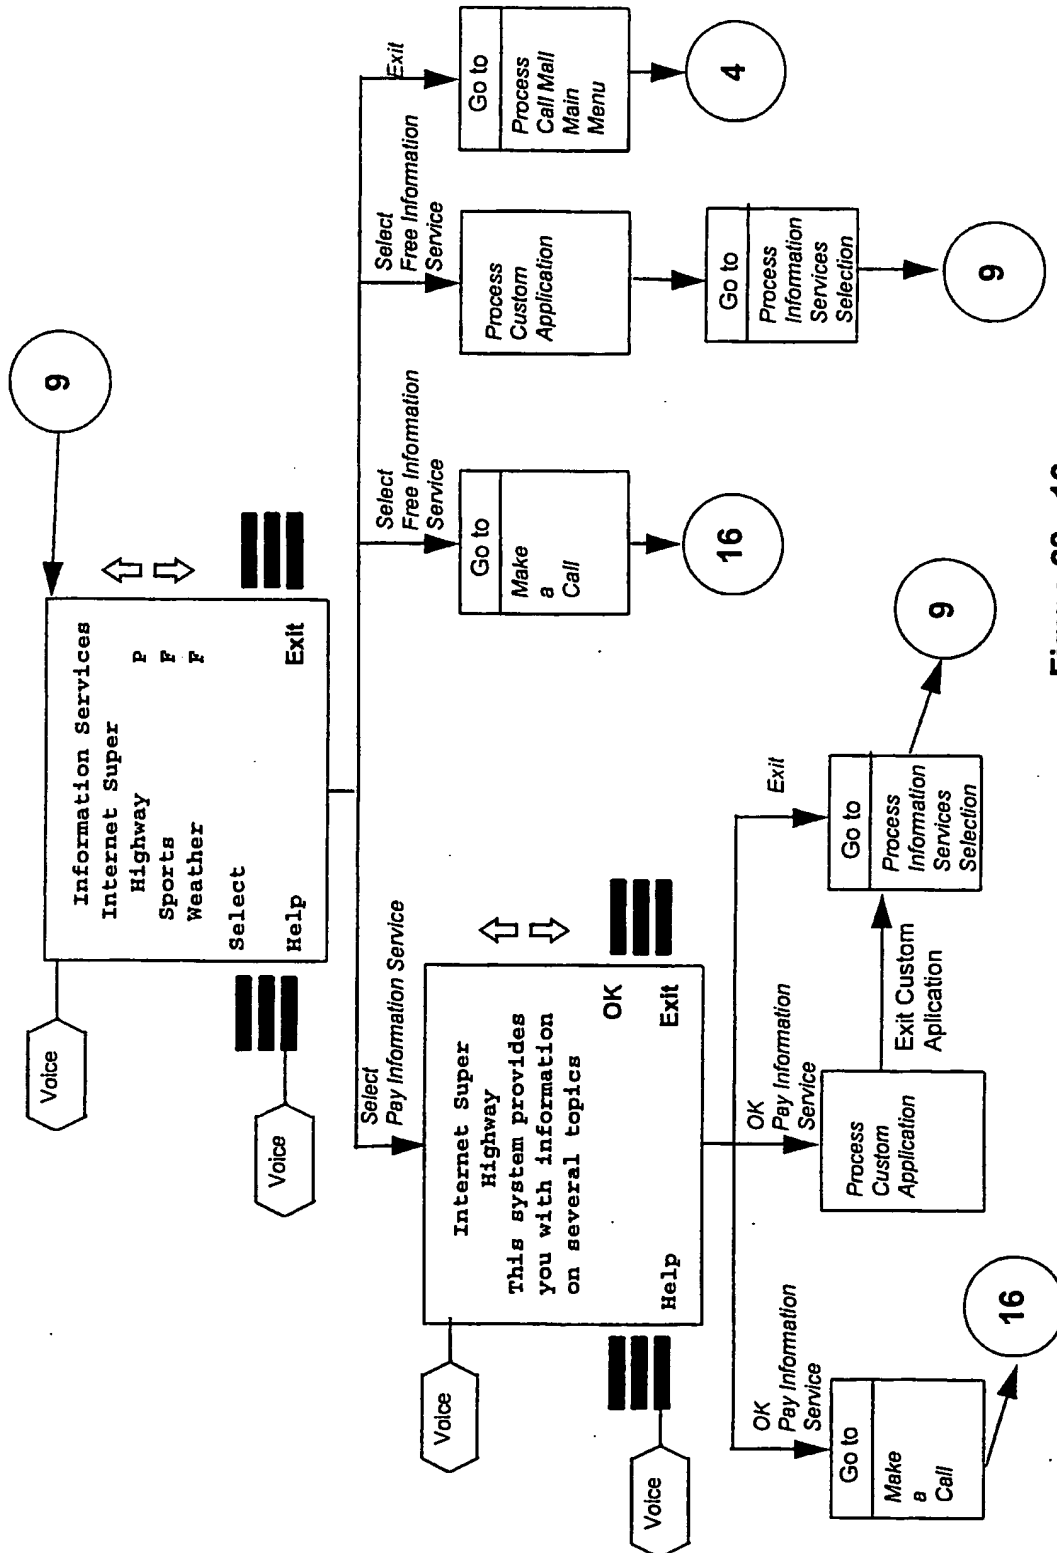 9
Voice
Information Services
Internet Super
Highway P
Sports F
Weather F
Select
Help Exit
Voice
Select
Pay Information Service
Select
Free Information
Service
Select
Free Information
Service
Exit
Go to
Make
a
Call
16
Process
Custom
Application
Go to
Process
Information
Services
Selection
9
Go to
Process
Call Mall
Main
Menu
4
Voice
Internet Super
Highway
This system provides
you with information
on several topics
OK
Help Exit
Voice
OK
Pay Information
Service
OK
Pay Information
Service
Exit
Go to
Make
a
Call
16
Process
Custom
Application
Exit Custom
Aplication
Go to
Process
Information
Services
Selection
9